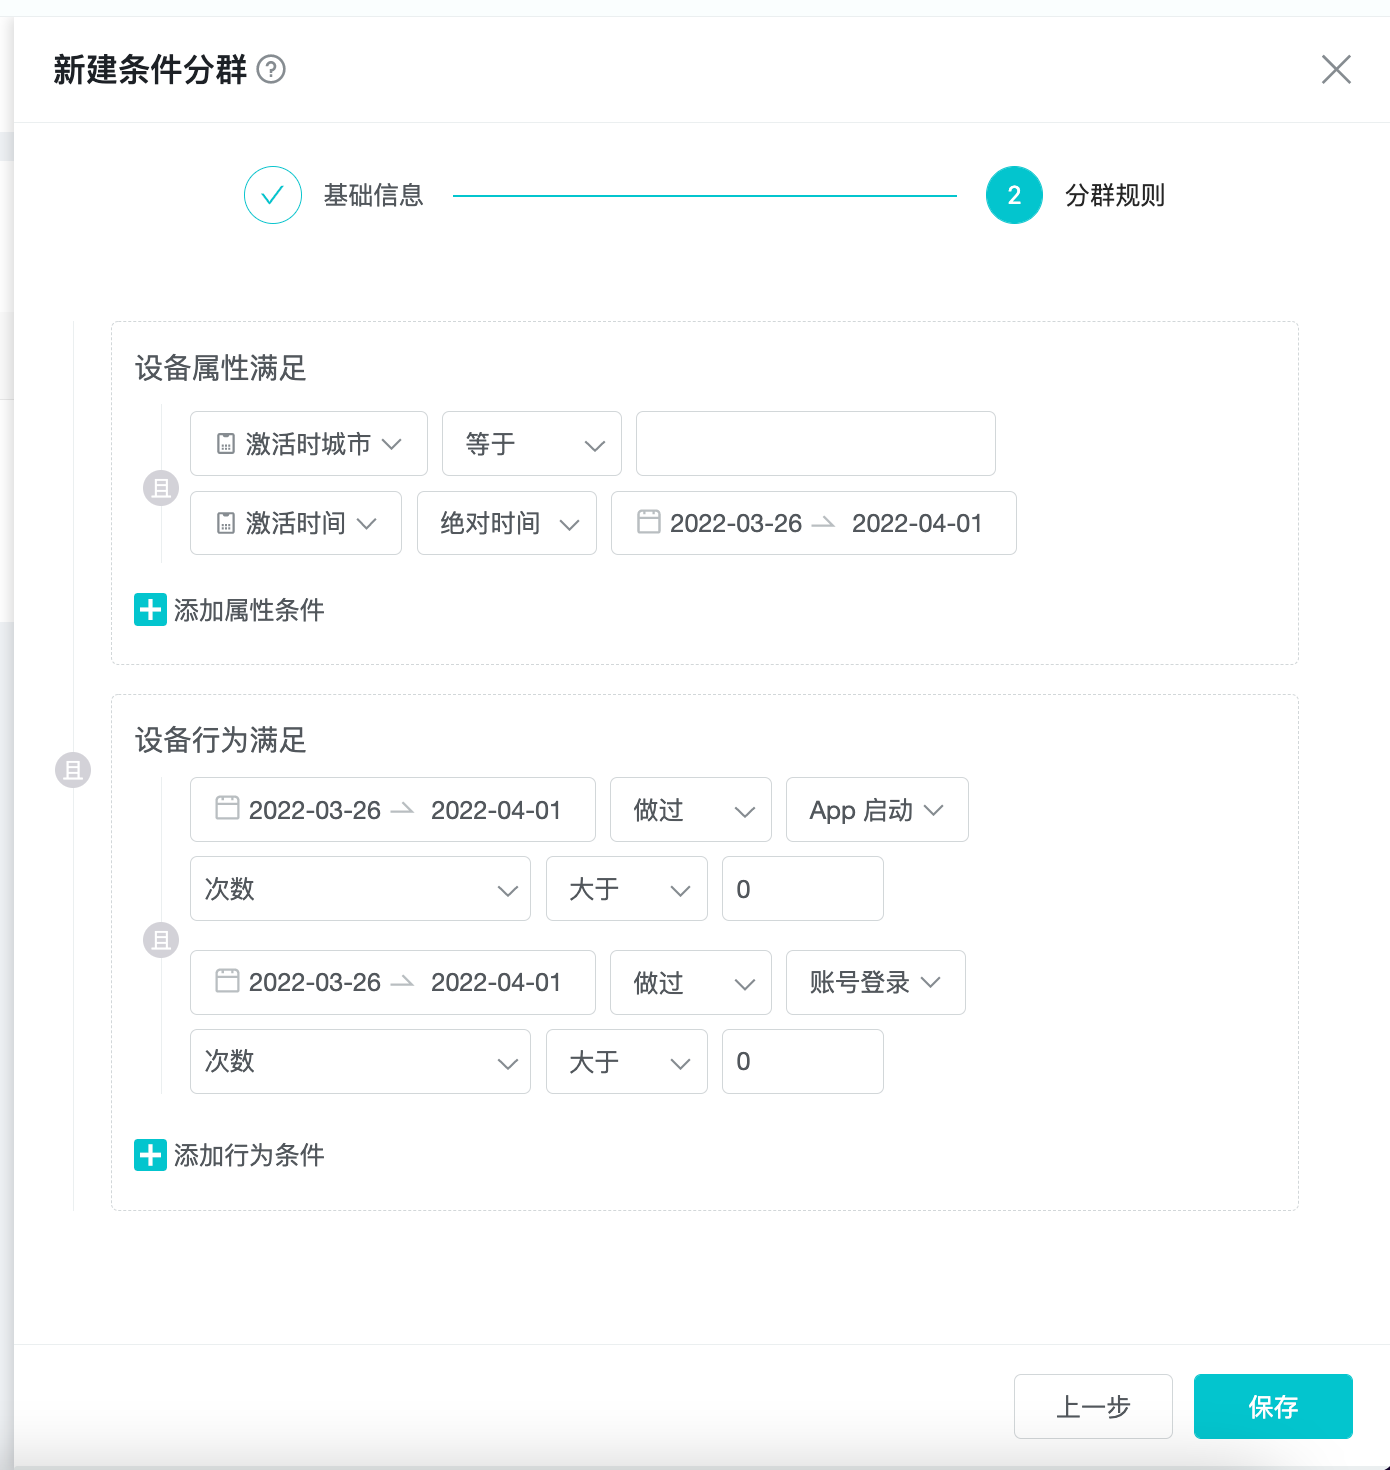 新建条件分群 ?
基础信息
2 分群规则
设备属性满足
激活时城市 等于
且
激活时间 绝对时间 2022-03-26 2022-04-01
添加属性条件
且
设备行为满足
2022-03-26 2022-04-01 做过 App 启动
次数 大于 0
且
2022-03-26 2022-04-01 做过 账号登录
次数 大于 0
添加行为条件
上一步 保存